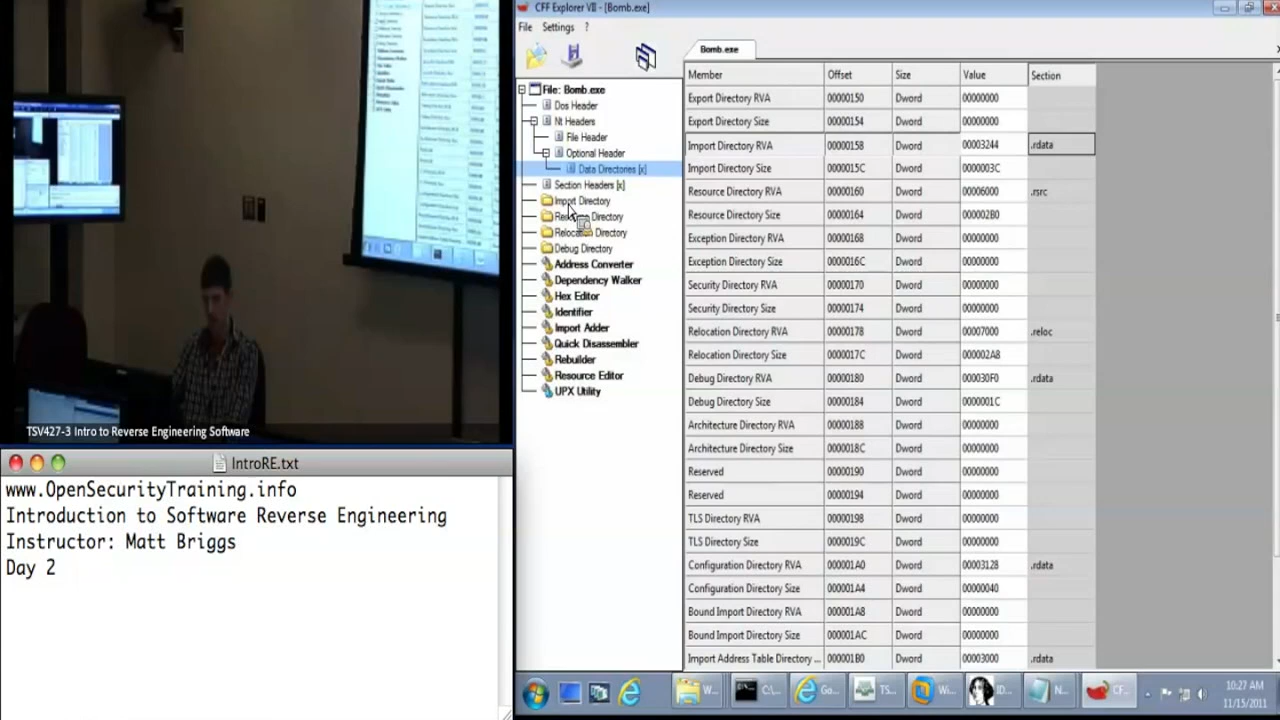 TSV427-3 Intro to Reverse Engineering Software
IntroRE.txt
www.OpenSecurityTraining.info
Introduction to Software Reverse Engineering
Instructor: Matt Briggs
Day 2
CFF Explorer VII - [Bomb.exe]
File Settings ?
Bomb.exe
File: Bomb.exe
Dos Header
Nt Headers
File Header
Optional Header
Data Directories [x]
Section Headers [x]
Import Directory
Directory
Directory
Debug Directory
Address Converter
Dependency Walker
Hex Editor
Identifier
Import Adder
Quick Disassembler
Rebuilder
Resource Editor
UPX Utility
Member Offset Size Value Section
Export Directory RVA 00000130 Dword 00000000
Export Directory Size 00000134 Dword 00000000
Import Directory RVA 00000138 Dword 00003244 .rdata
Import Directory Size 0000013C Dword 0000003C
Resource Directory RVA 00000160 Dword 00006000 .rsrc
Resource Directory Size 00000164 Dword 000002B0
Exception Directory RVA 00000168 Dword 00000000
Exception Directory Size 0000016C Dword 00000000
Security Directory RVA 00000170 Dword 00000000
Security Directory Size 00000174 Dword 00000000
Relocation Directory RVA 00000178 Dword 00007000 .reloc
Relocation Directory Size 0000017C Dword 000002A8
Debug Directory RVA 00000180 Dword 000030F0 .rdata
Debug Directory Size 00000184 Dword 0000001C
Architecture Directory RVA 00000188 Dword 00000000
Architecture Directory Size 0000018C Dword 00000000
Reserved 00000190 Dword 00000000
Reserved 00000194 Dword 00000000
TLS Directory RVA 00000198 Dword 00000000
TLS Directory Size 0000019C Dword 00000000
Configuration Directory RVA 000001A0 Dword 00003128 .rdata
Configuration Directory Size 000001A4 Dword 00000040
Bound Import Directory RVA 000001A8 Dword 00000000
Bound Import Directory Size 000001AC Dword 00000000
Import Address Table Directory ... 000001B0 Dword 00003000 .rdata
W... C:\... Go... TS... Wi... ID... N... CF...
10:27 AM
11/15/2011